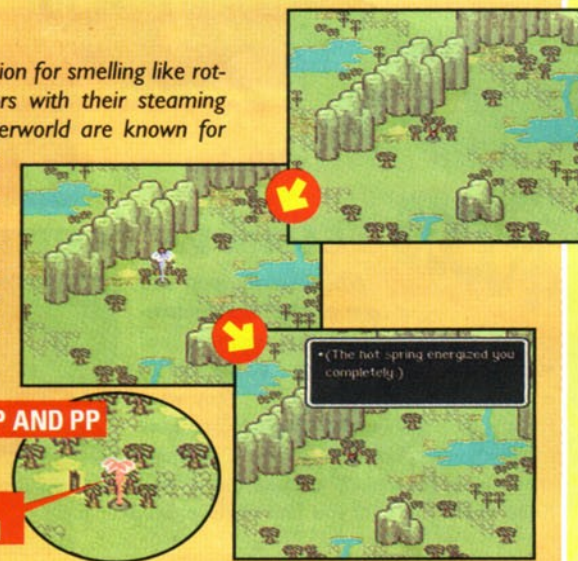 ion for smelling like rot-
rs with their steaming
erworld are known for
•(The hot spring energized you
completely.)
P AND PP